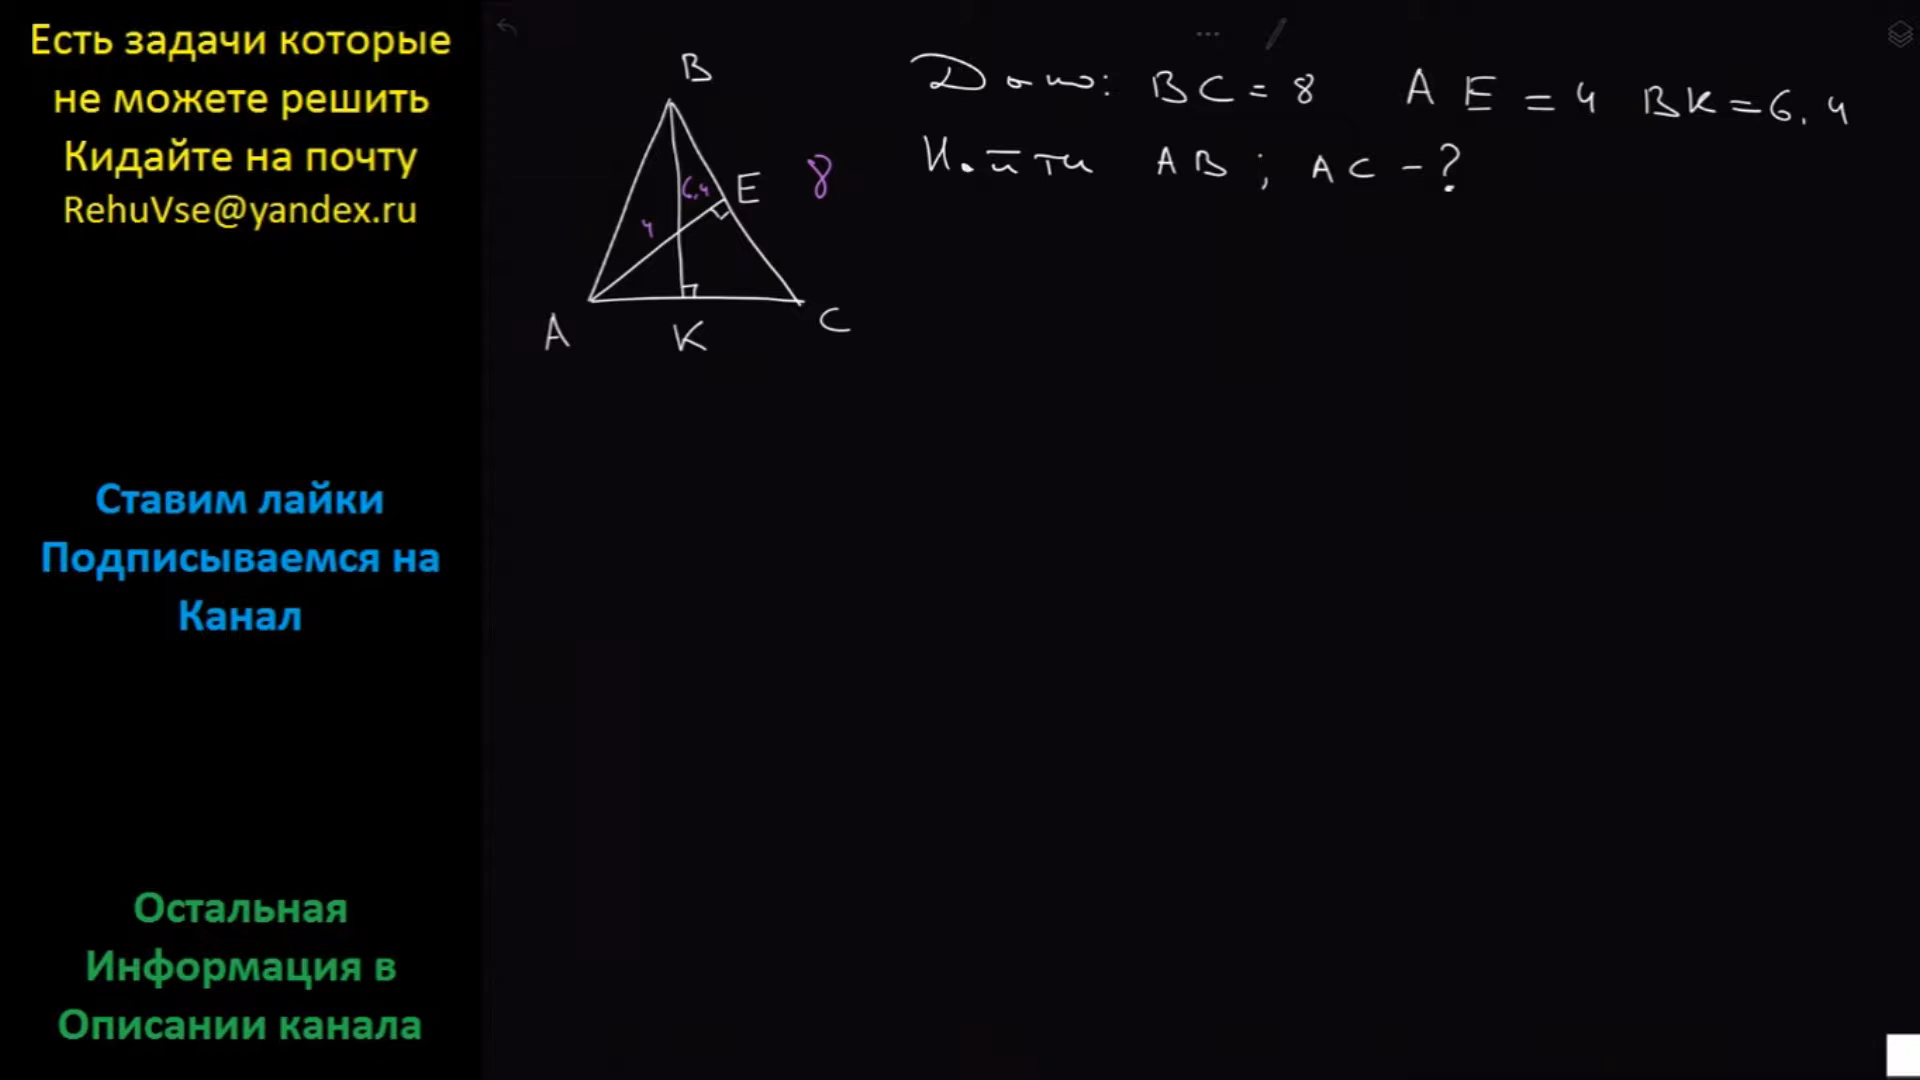 Есть задачи которые
не можете решить
Кидайте на почту
RehuVse@yandex.ru
Ставим лайки
Подписываемся на
Канал
Остальная
Информация в
Описании канала
B
E
8
6,4
4
A
K
C
Дано: BC = 8 AE = 4 BK = 6.4
Найти AB ; AC - ?